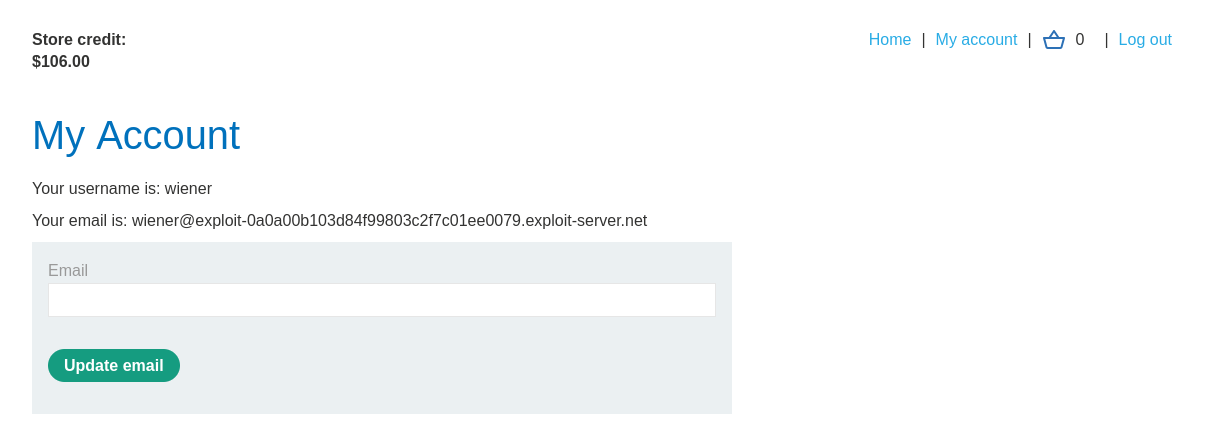 Store credit:
$106.00
Home | My account | 0 | Log out
My Account
Your username is: wiener
Your email is: wiener@exploit-0a0a00b103d84f99803c2f7c01ee0079.exploit-server.net
Email
Update email